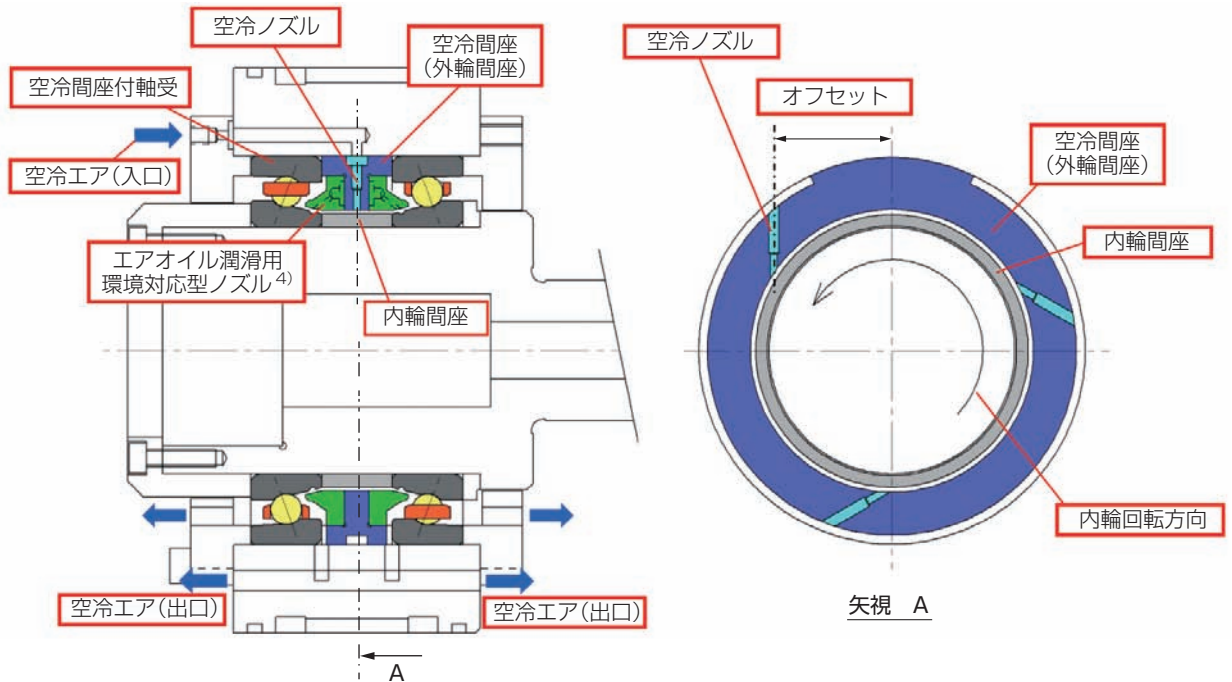 空冷ノズル
空冷間座
(外輪間座)
空冷間座付軸受
空冷エア(入口)
エアオイル潤滑用
環境対応型ノズル4)
内輪間座
空冷エア(出口)
空冷エア(出口)
A
空冷ノズル
オフセット
空冷間座
(外輪間座)
内輪間座
内輪回転方向
矢視 A